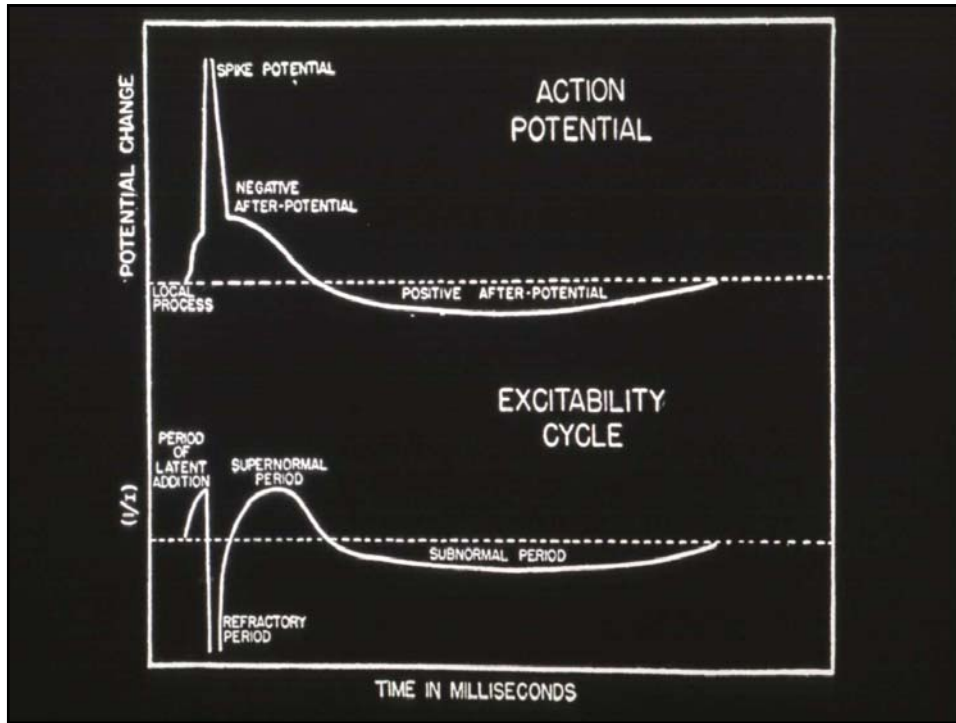 SPIKE POTENTIAL
ACTION
POTENTIAL
POTENTIAL CHANGE
NEGATIVE
AFTER-POTENTIAL
LOCAL
PROCESS
POSITIVE AFTER-POTENTIAL
EXCITABILITY
CYCLE
PERIOD
OF
LATENT
ADDITION
SUPERNORMAL
PERIOD
(1/I)
SUBNORMAL PERIOD
REFRACTORY
PERIOD
TIME IN MILLISECONDS